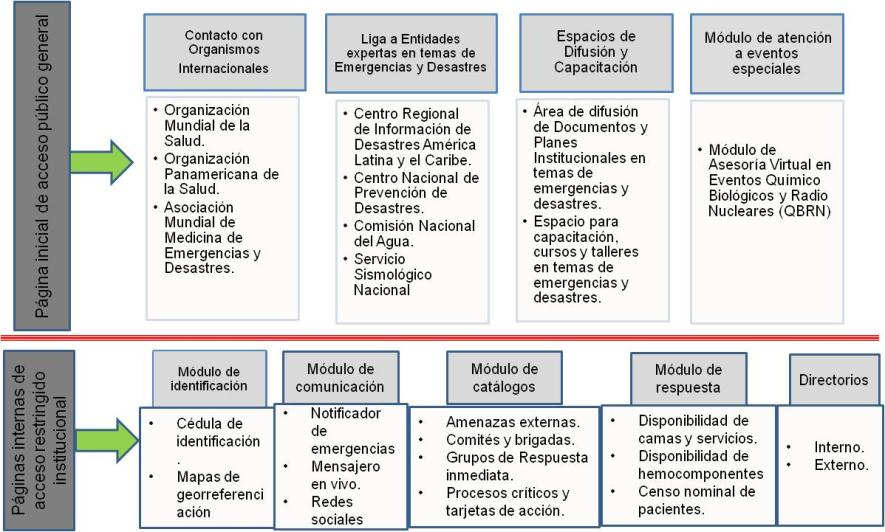 Página inicial de acceso público general
Contacto con
Organismos
Internacionales
• Organización
Mundial de la
Salud.
• Organización
Panamericana de
la Salud.
• Asociación
Mundial de
Medicina de
Emergencias y
Desastres.
Liga a Entidades
expertas en temas de
Emergencias y Desastres
• Centro Regional
de Información de
Desastres América
Latina y el Caribe.
• Centro Nacional de
Prevención de
Desastres.
• Comisión Nacional
del Agua.
• Servicio
Sismológico
Nacional
Espacios de
Difusión y
Capacitación
• Área de difusión
de Documentos y
Planes
Institucionales en
temas de
emergencias y
desastres.
• Espacio para
capacitación,
cursos y talleres
en temas de
emergencias y
desastres.
Módulo de atención
a eventos
especiales
• Módulo de
Asesoría Virtual en
Eventos Químico
Biológicos y Radio
Nucleares (QBRN)
Páginas internas de
acceso restringido
institucional
Módulo de
identificación
• Cédula de
identificación
.
• Mapas de
georreferenci
ación
Módulo de
comunicación
• Notificador
de
emergencias
• Mensajero
en vivo.
• Redes
sociales
Módulo de
catálogos
• Amenazas externas.
• Comités y brigadas.
• Grupos de Respuesta
inmediata.
• Procesos críticos y
tarjetas de acción.
Módulo de
respuesta
• Disponibilidad de
camas y servicios.
• Disponibilidad de
hemocomponentes
• Censo nominal de
pacientes.
Directorios
• Interno.
• Externo.